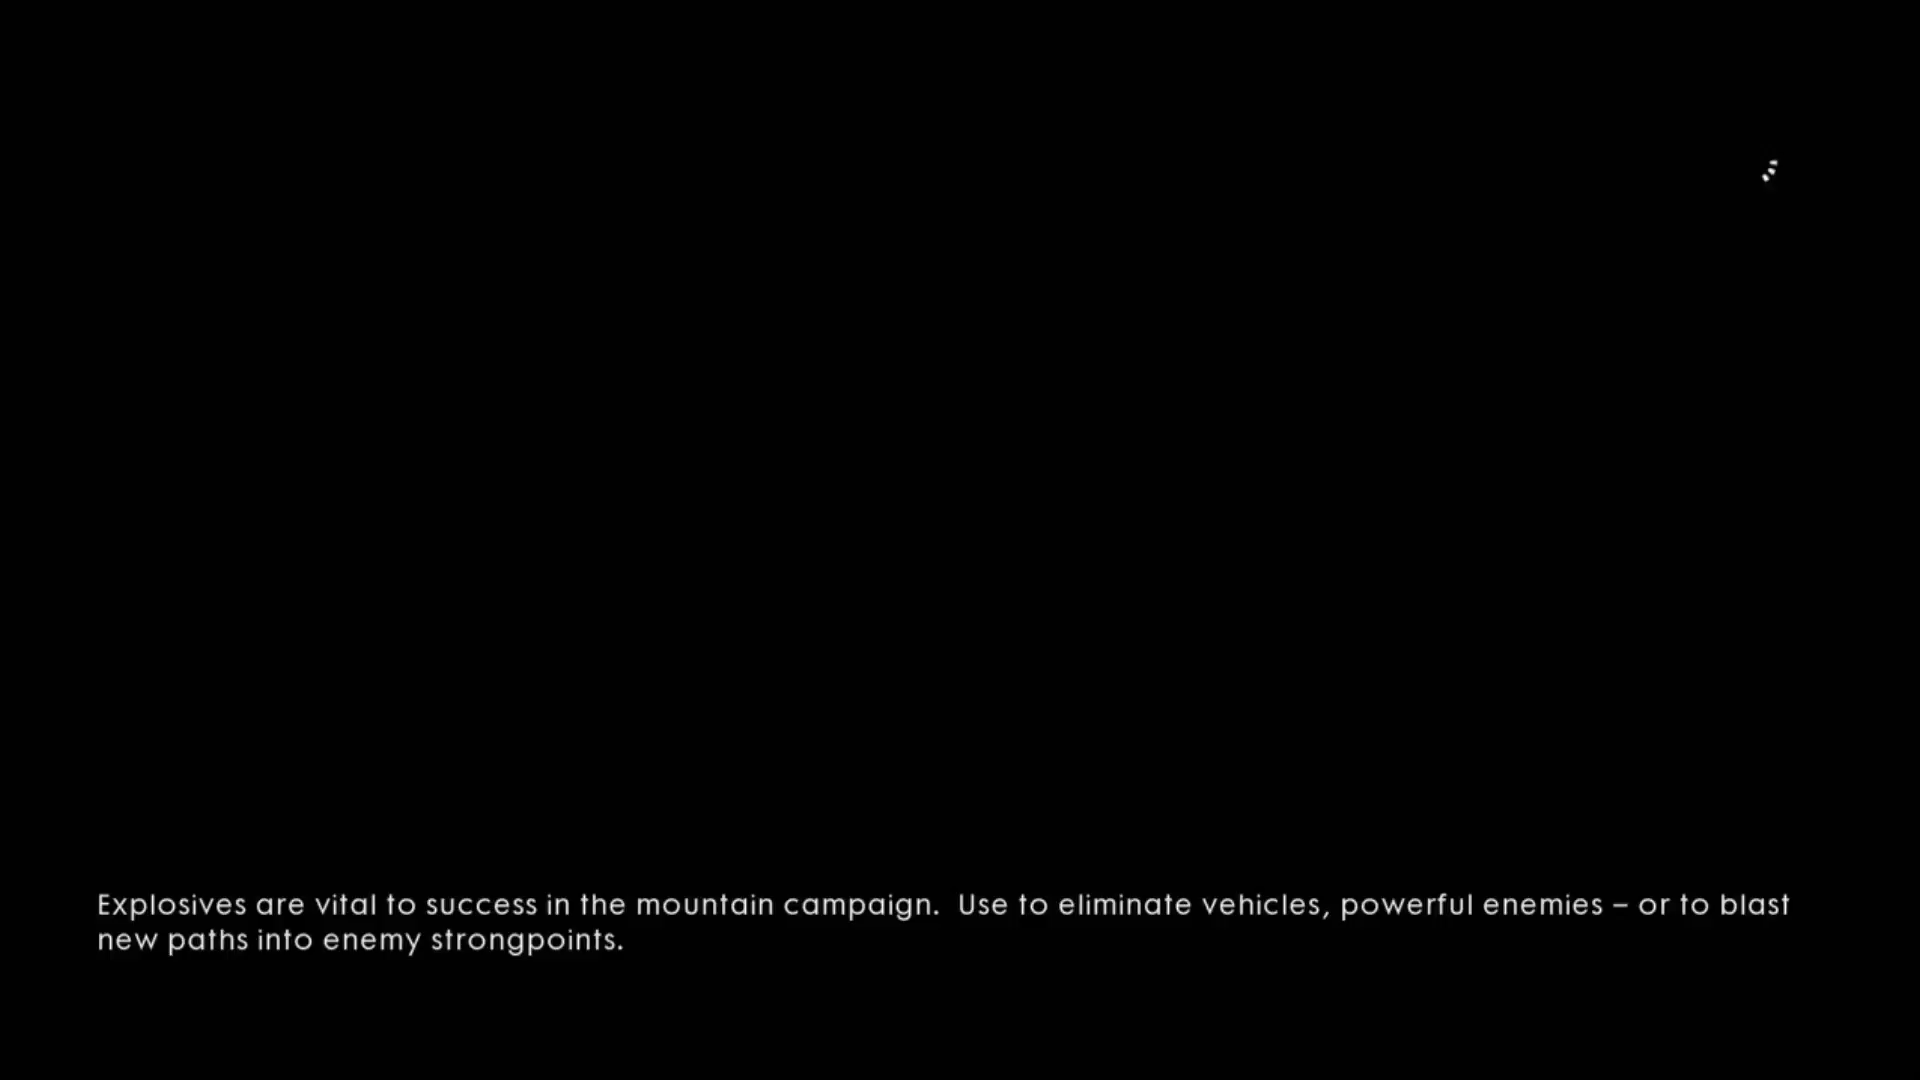 Explosives are vital to success in the mountain campaign.  Use to eliminate vehicles, powerful enemies – or to blast
new paths into enemy strongpoints.